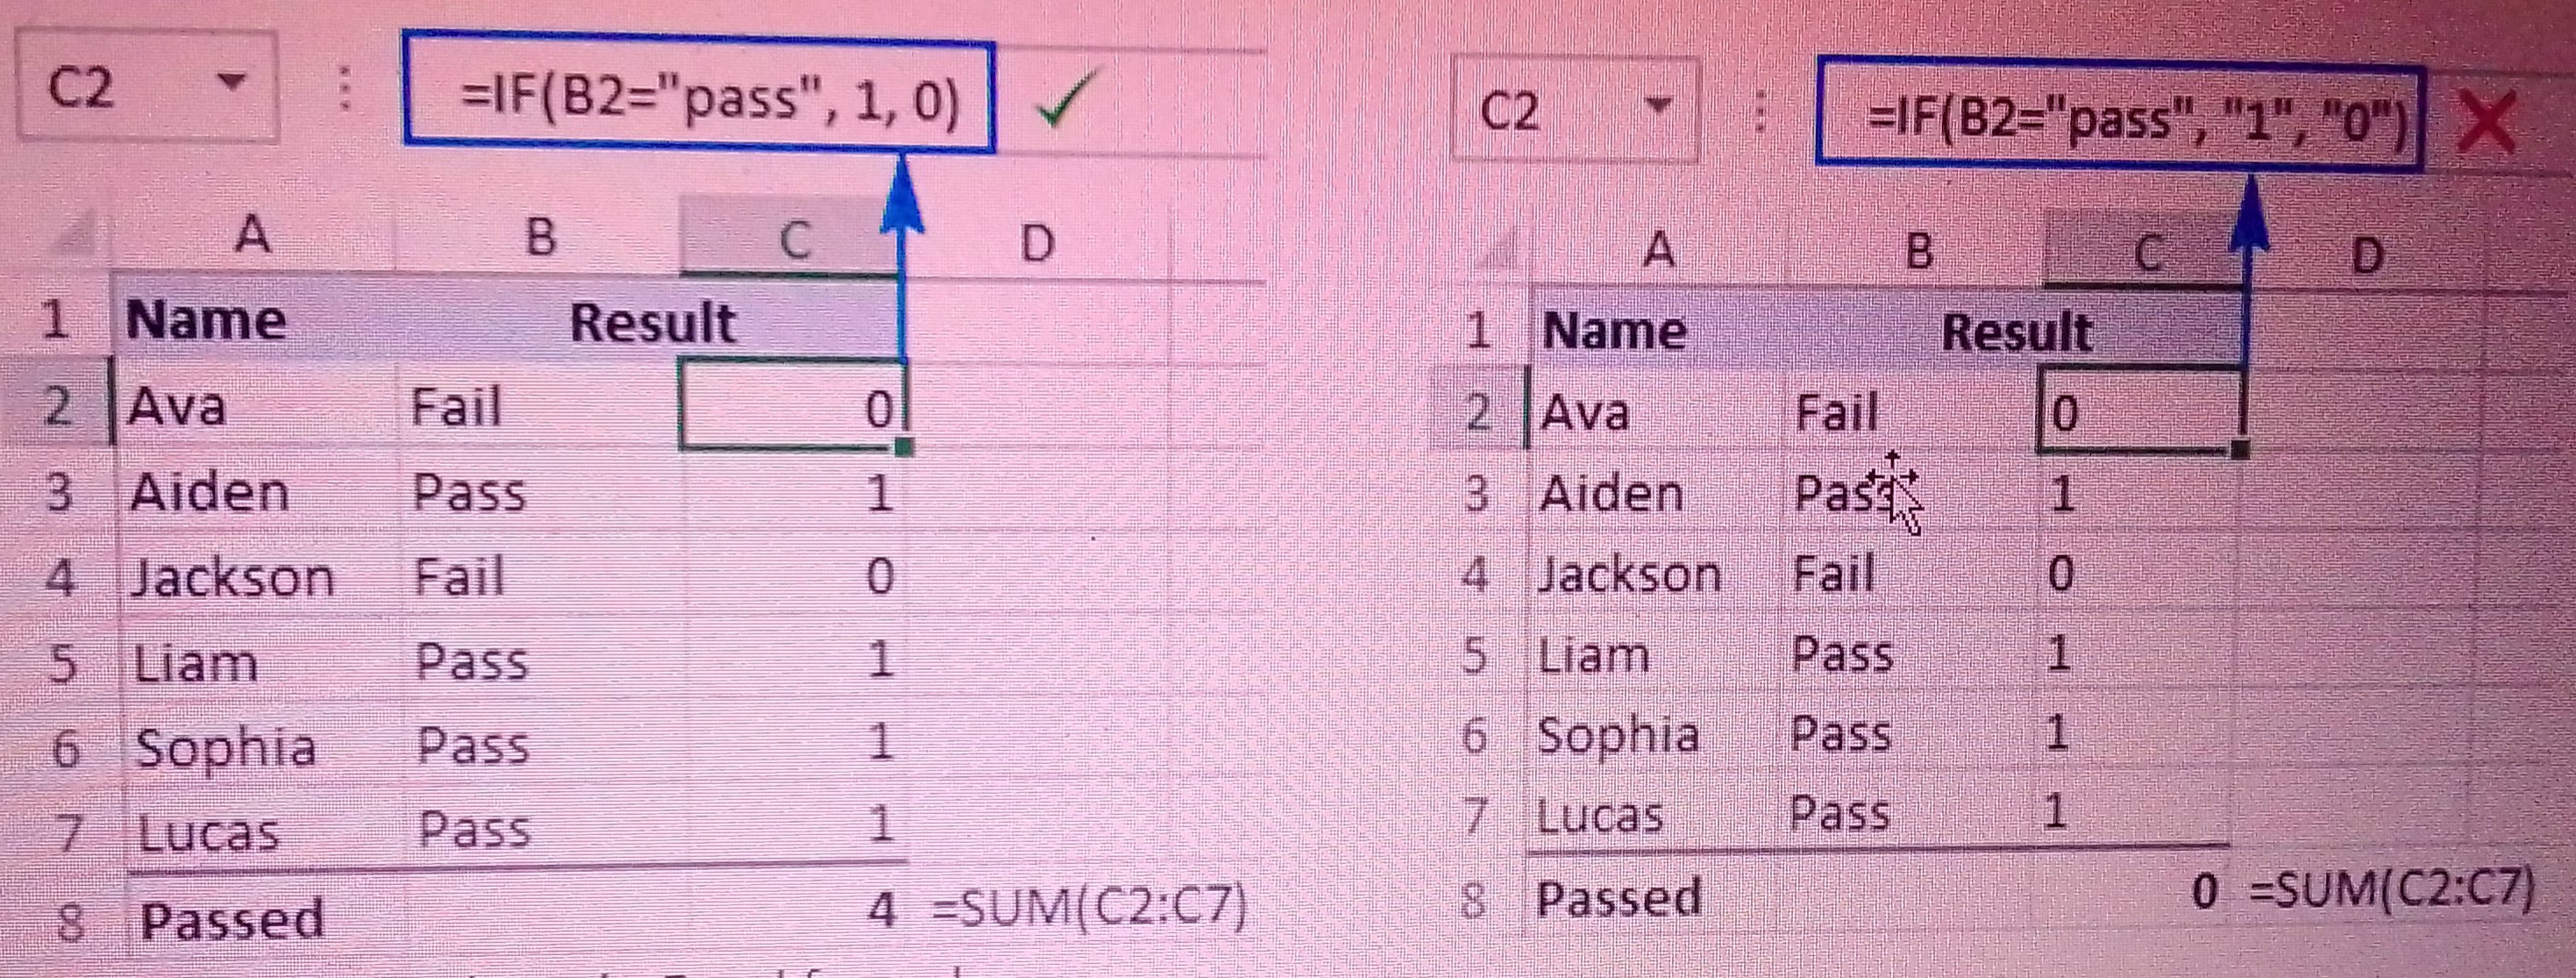 C2 =IF(B2="pass", 1, 0)
A B C D
1 Name Result
2 Ava Fail 0
3 Aiden Pass 1
4 Jackson Fail 0
5 Liam Pass 1
6 Sophia Pass 1
7 Lucas Pass 1
8 Passed 4 =SUM(C2:C7)
C2 =IF(B2="pass", "1", "0")
A B C D
1 Name Result
2 Ava Fail 0
3 Aiden Pass 1
4 Jackson Fail 0
5 Liam Pass 1
6 Sophia Pass 1
7 Lucas Pass 1
8 Passed 0 =SUM(C2:C7)